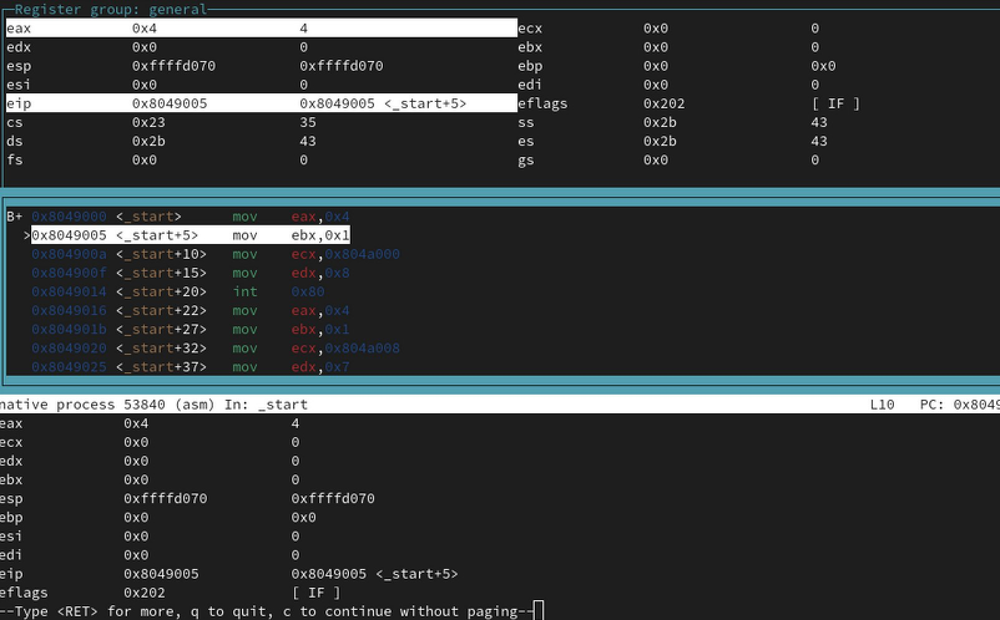 Register group: general
eax 0x4 4 ecx 0x0 0
edx 0x0 0 ebx 0x0 0
esp 0xffffd070 0xffffd070 ebp 0x0 0x0
esi 0x0 0 edi 0x0 0
eip 0x8049005 0x8049005 <_start+5> eflags 0x202 [ IF ]
cs 0x23 35 ss 0x2b 43
ds 0x2b 43 es 0x2b 43
fs 0x0 0 gs 0x0 0
B+ 0x8049000 <_start> mov eax,0x4
>0x8049005 <_start+5> mov ebx,0x1
0x804900a <_start+10> mov ecx,0x804a000
0x804900f <_start+15> mov edx,0x8
0x8049014 <_start+20> int 0x80
0x8049016 <_start+22> mov eax,0x4
0x804901b <_start+27> mov ebx,0x1
0x8049020 <_start+32> mov ecx,0x804a008
0x8049025 <_start+37> mov edx,0x7
native process 53840 (asm) In: _start L10 PC: 0x8049
eax 0x4 4
ecx 0x0 0
edx 0x0 0
ebx 0x0 0
esp 0xffffd070 0xffffd070
ebp 0x0 0x0
esi 0x0 0
edi 0x0 0
eip 0x8049005 0x8049005 <_start+5>
eflags 0x202 [ IF ]
--Type <RET> for more, q to quit, c to continue without paging--